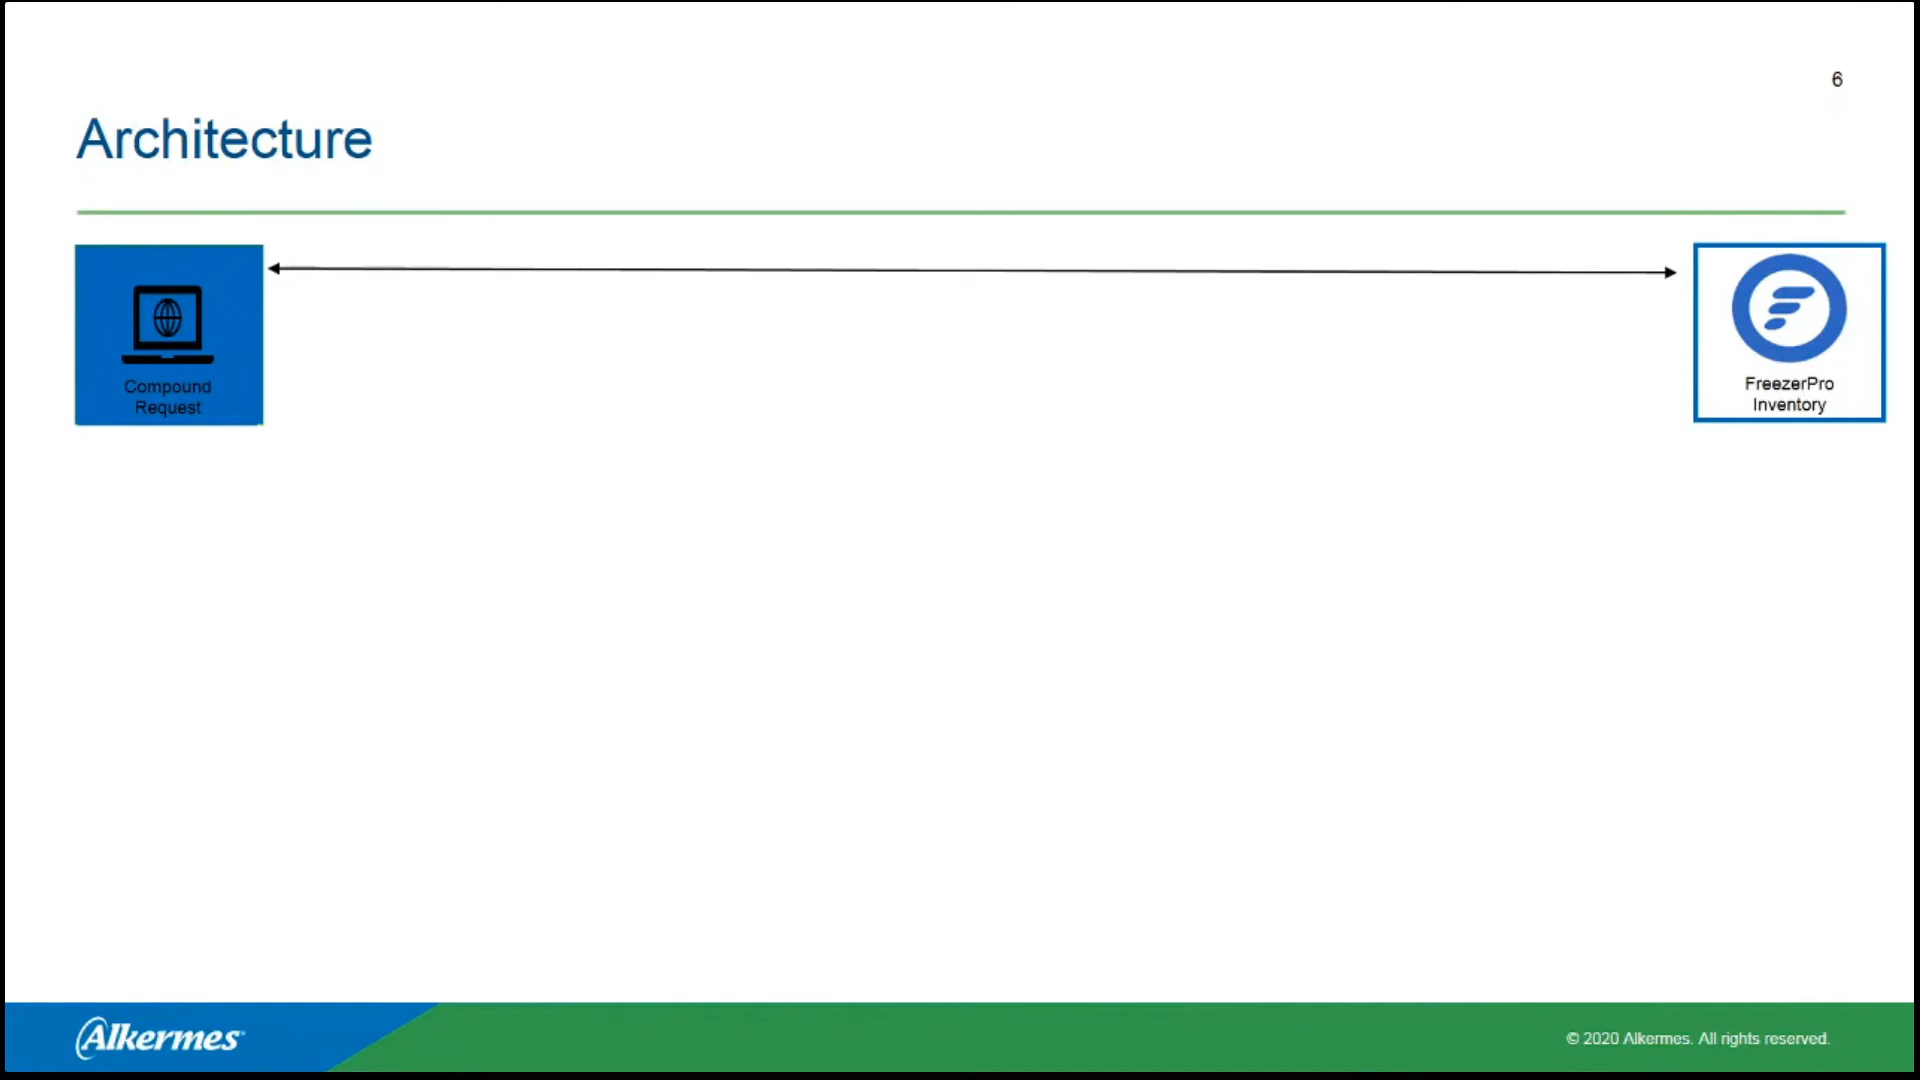 6
Architecture
Compound
Request
FreezerPro
Inventory
Alkermes
© 2020 Alkermes. All rights reserved.